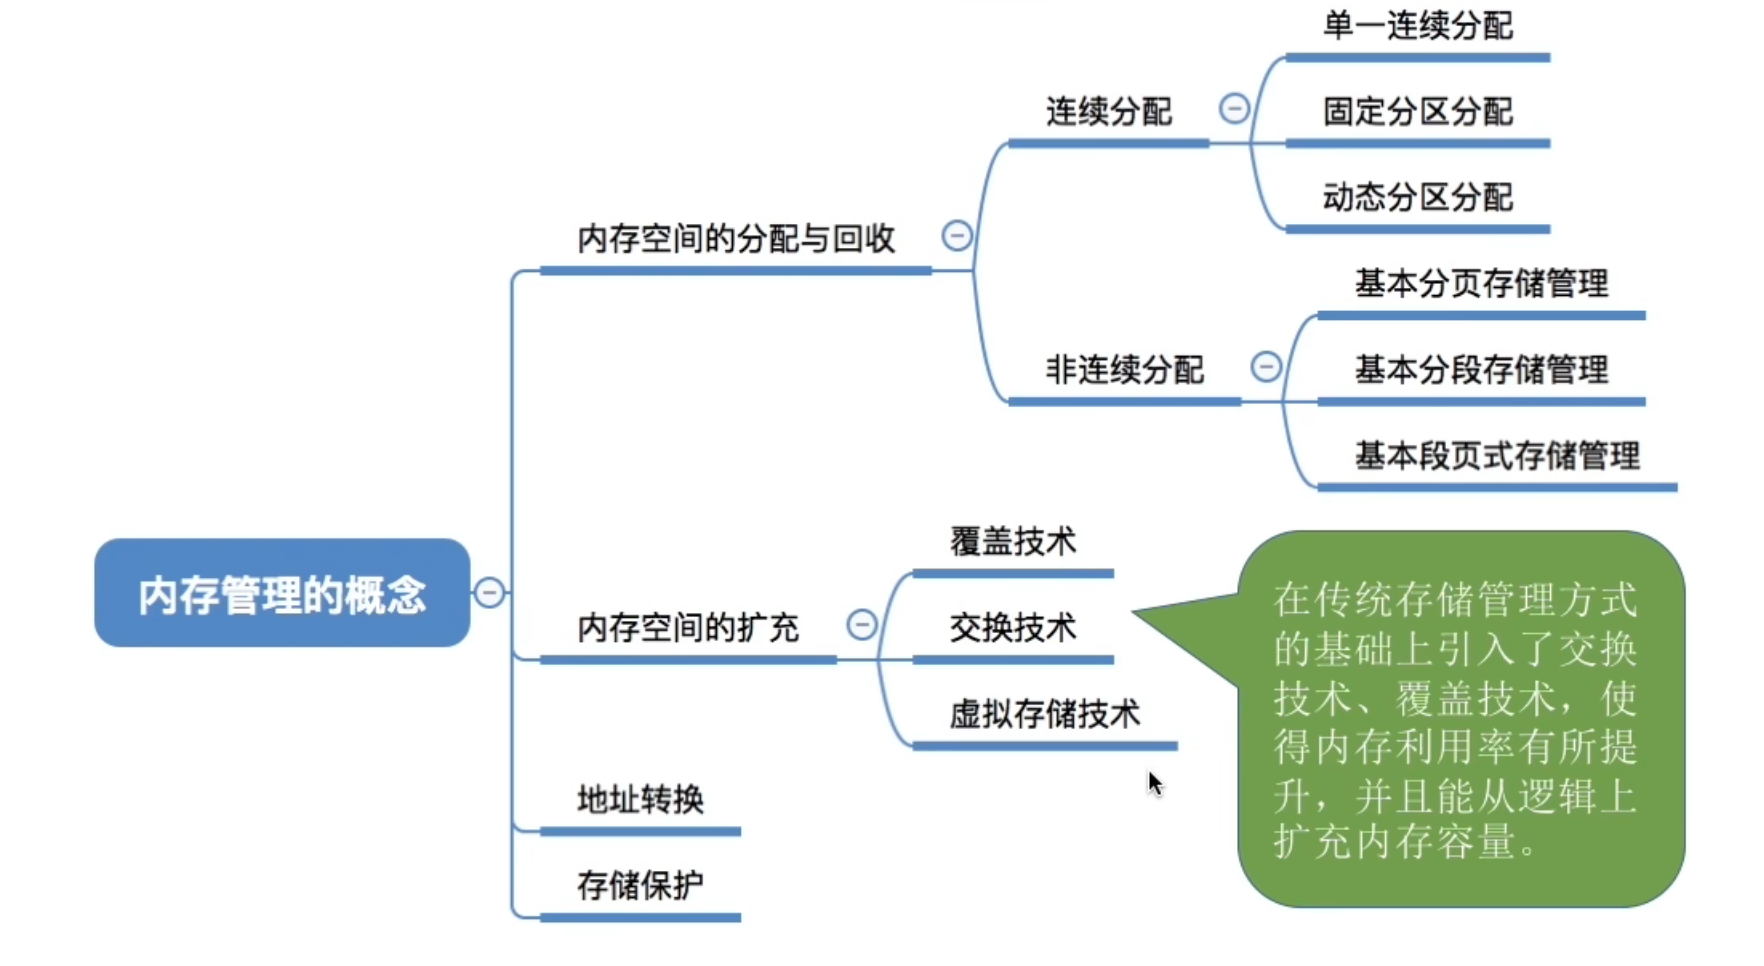 单一连续分配
连续分配
固定分区分配
动态分区分配
内存空间的分配与回收
基本分页存储管理
非连续分配
基本分段存储管理
基本段页式存储管理
内存管理的概念
覆盖技术
内存空间的扩充
交换技术
虚拟存储技术
在传统存储管理方式
的基础上引入了交换
技术、覆盖技术，使
得内存利用率有所提
升，并且能从逻辑上
扩充内存容量。
地址转换
存储保护